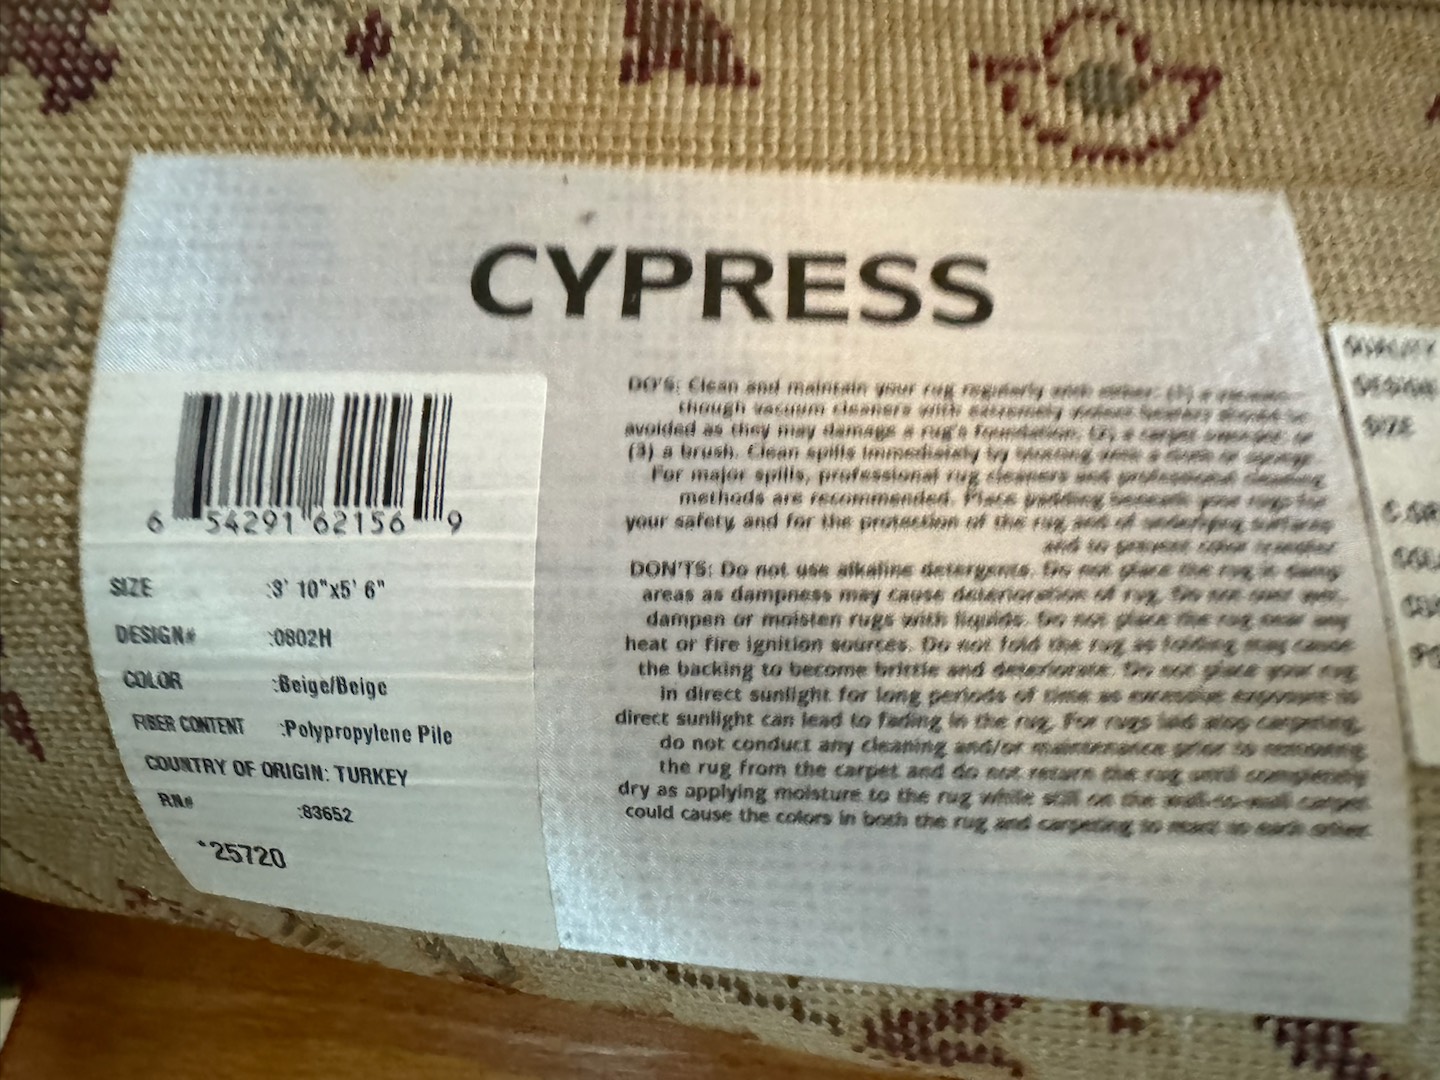 CYPRESS
6 54291 62156 9
SIZE :3' 10"x5' 6"
DESIGN# :0802H
COLOR :Beige/Beige
FIBER CONTENT :Polypropylene Pile
COUNTRY OF ORIGIN: TURKEY
RN# :83652
*25720
DO'S: Clean and maintain your rug regularly with either: (1) a
though vacuum cleaners with extremely
avoided as they may damage a rug's foundation; (2) a carpet sweeper; or
(3) a brush. Clean spills immediately by blotting with a cloth or sponge.
For major spills, professional rug cleaners and professional cleaning
methods are recommended. Place padding beneath your rugs for
your safety, and for the protection of the rug and of underlying surfaces
and to prevent color transfer.
DON'TS: Do not use alkaline detergents. Do not place the rug in damp
areas as dampness may cause deterioration of rug. Do not
dampen or moisten rugs with liquids. Do not place the rug near any
heat or fire ignition sources. Do not fold the rug as folding may cause
the backing to become brittle and deteriorate. Do not place your rug
in direct sunlight for long periods of time as excessive exposure to
direct sunlight can lead to fading in the rug. For rugs laid atop carpeting,
do not conduct any cleaning and/or maintenance prior to removing
the rug from the carpet and do not return the rug until completely
dry as applying moisture to the rug while still on the wall-to-wall carpet
could cause the colors in both the rug and carpeting to
QUALITY
DESIGN
SIZE